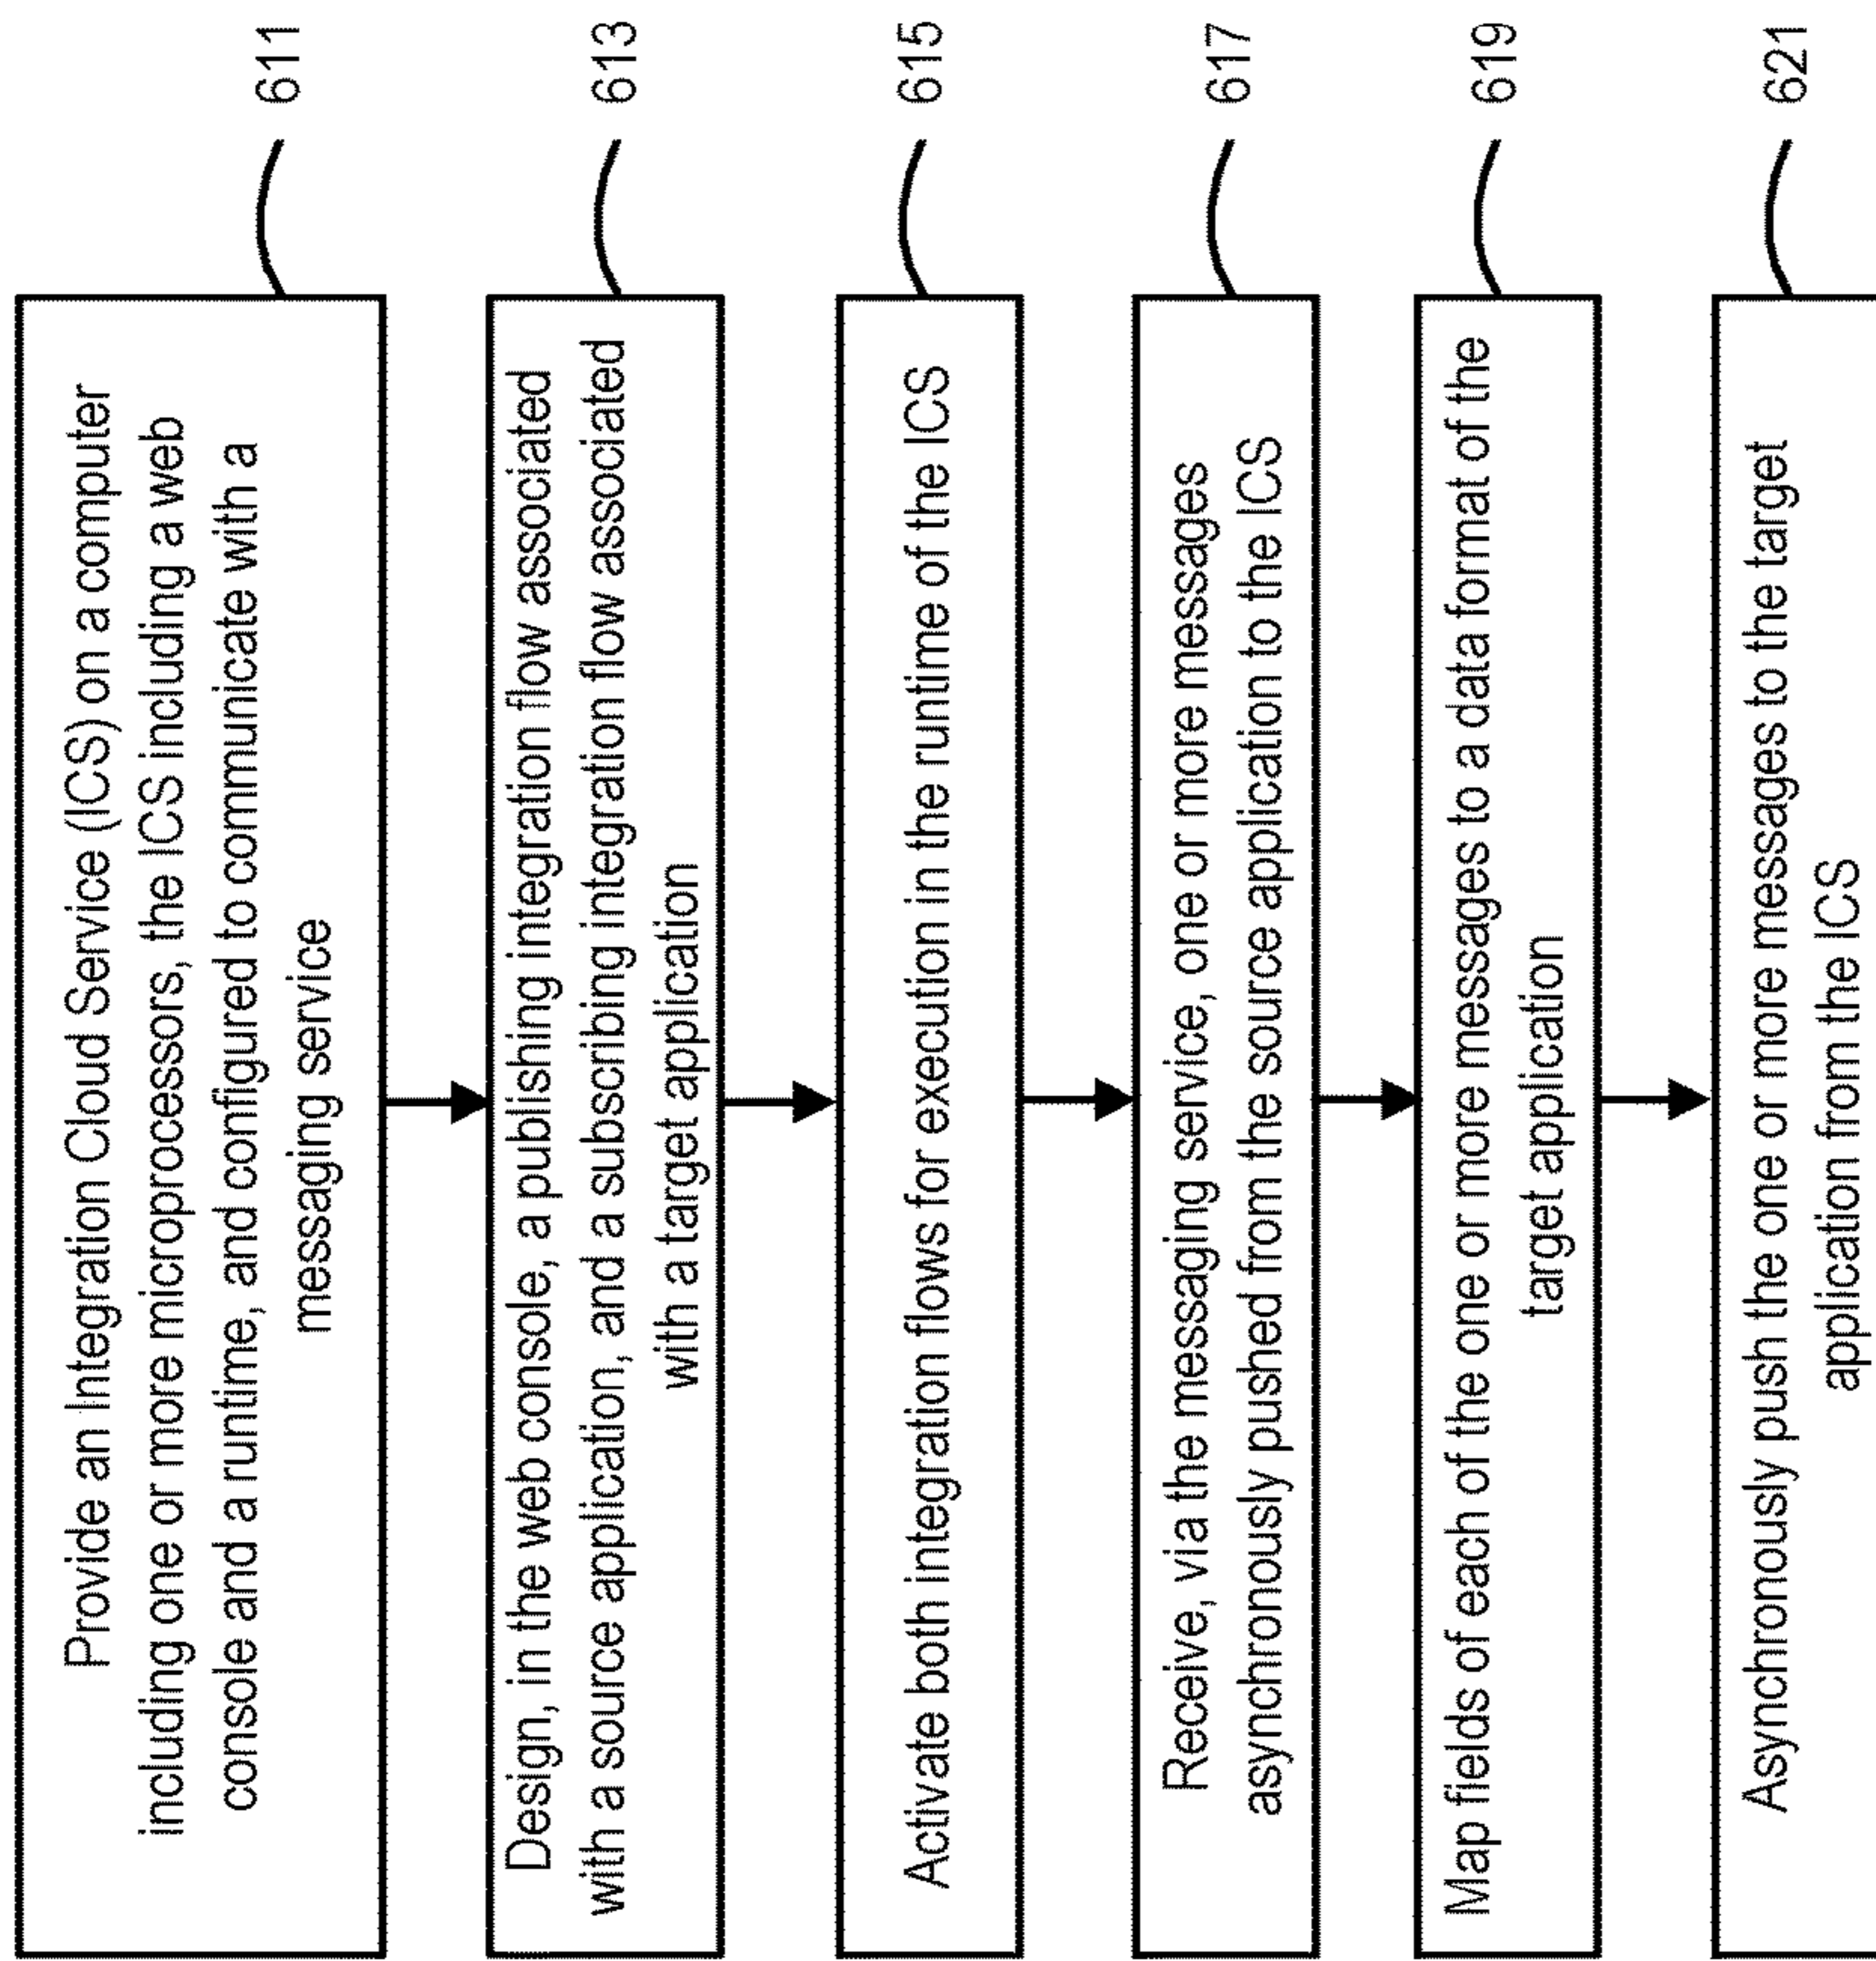 Provide an Integration Cloud Service (ICS) on a computer
including one or more microprocessors, the ICS including a web
console and a runtime, and configured to communicate with a
messaging service
611
Design, in the web console, a publishing integration flow associated
with a source application, and a subscribing integration flow associated
with a target application
613
Activate both integration flows for execution in the runtime of the ICS
615
Receive, via the messaging service, one or more messages
asynchronously pushed from the source application to the ICS
617
Map fields of each of the one or more messages to a data format of the
target application
619
Asynchronously push the one or more messages to the target
application from the ICS
621